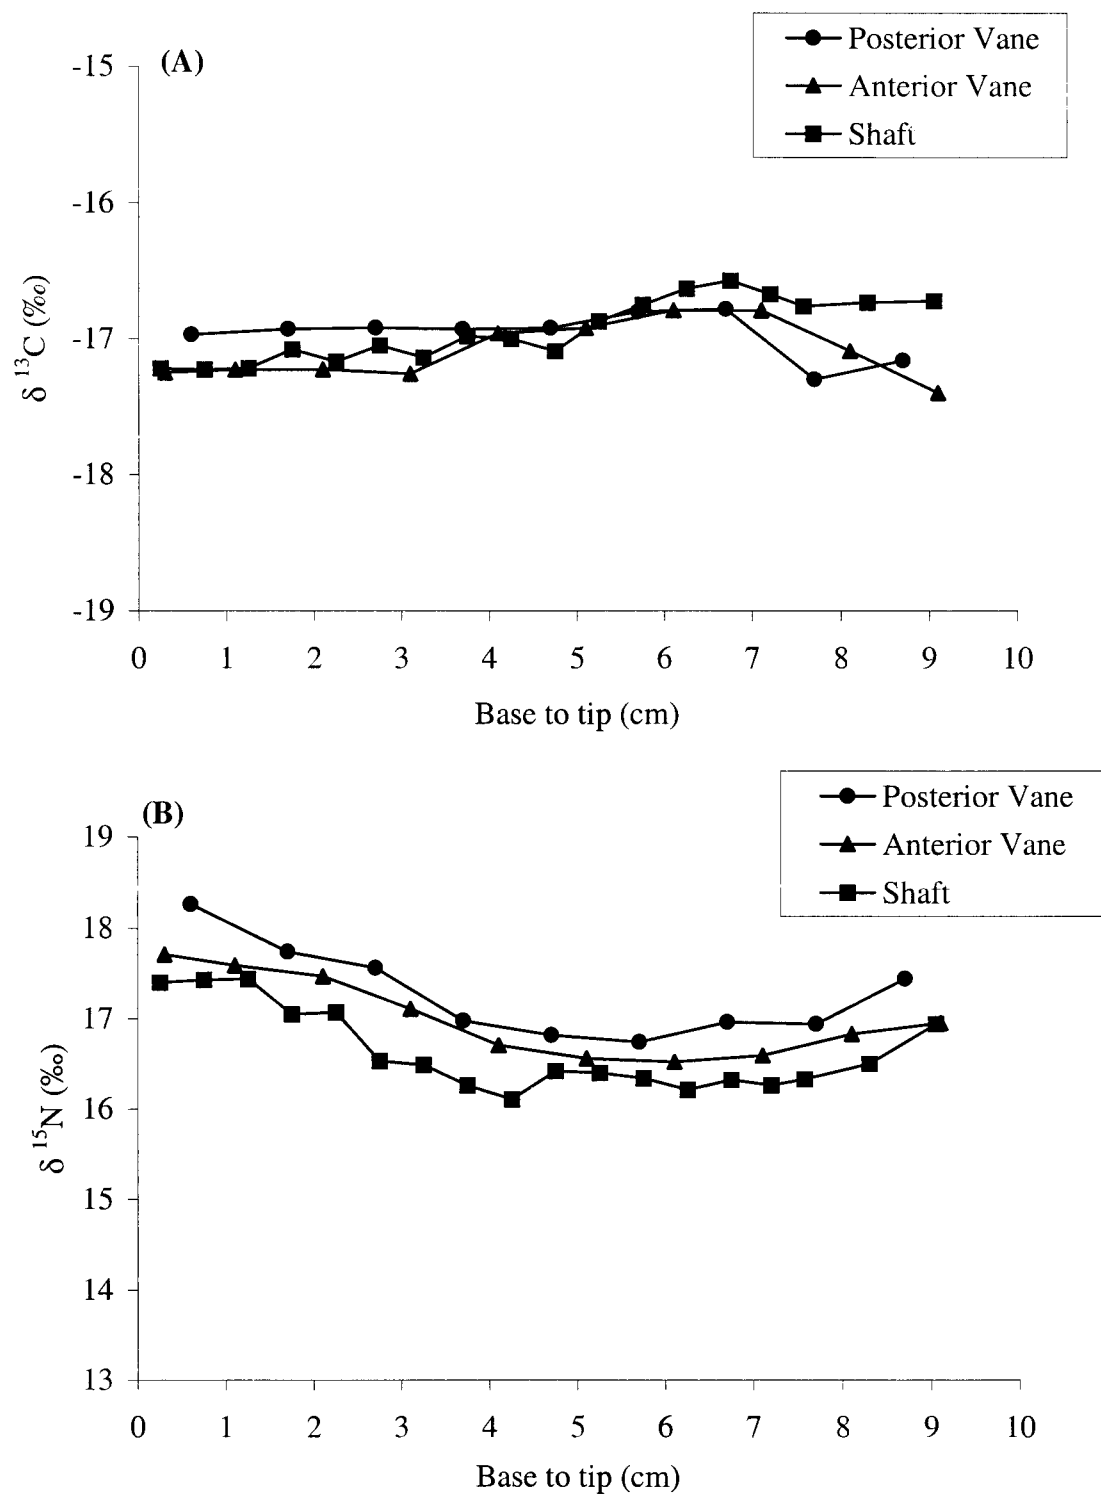 (A)
Posterior Vane
Anterior Vane
Shaft
-15
-16
-17
-18
-19
δ 13C (‰)
0 1 2 3 4 5 6 7 8 9 10
Base to tip (cm)
(B)
Posterior Vane
Anterior Vane
Shaft
19
18
17
16
15
14
13
δ 15N (‰)
0 1 2 3 4 5 6 7 8 9 10
Base to tip (cm)